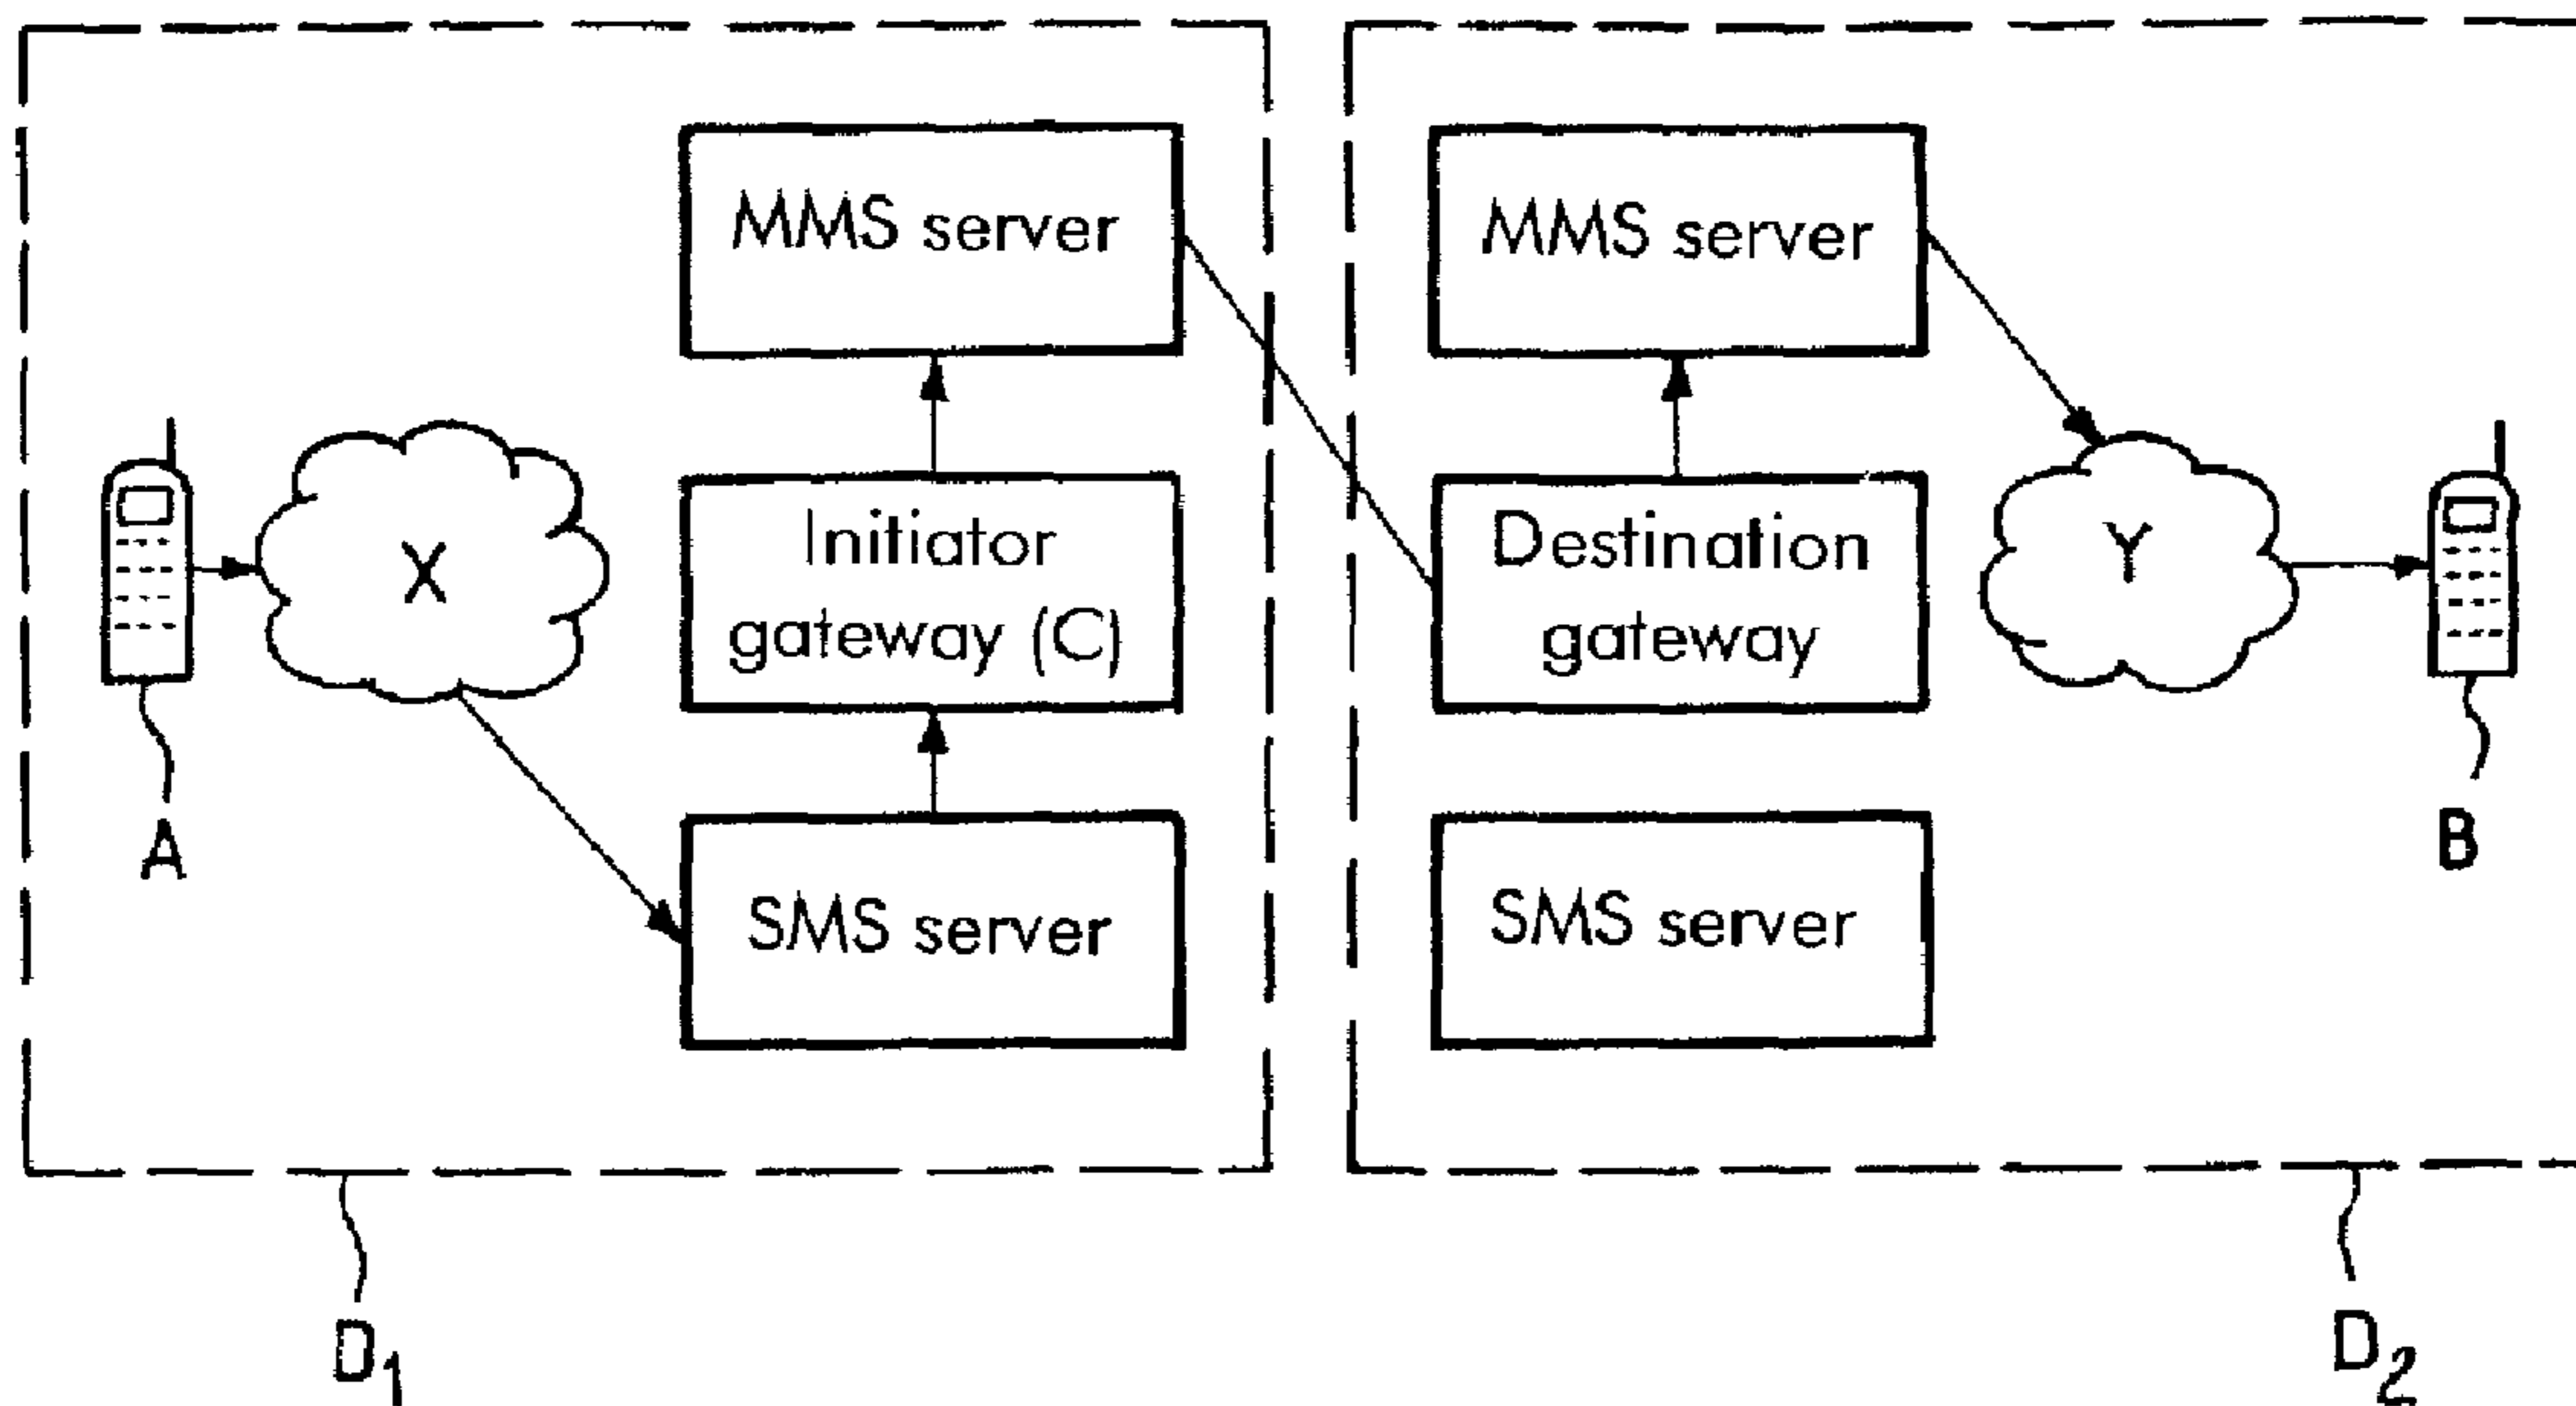 MMS server
MMS server
X
Initiator
gateway (C)
Destination
gateway
Y
A
SMS server
SMS server
B
D1
D2